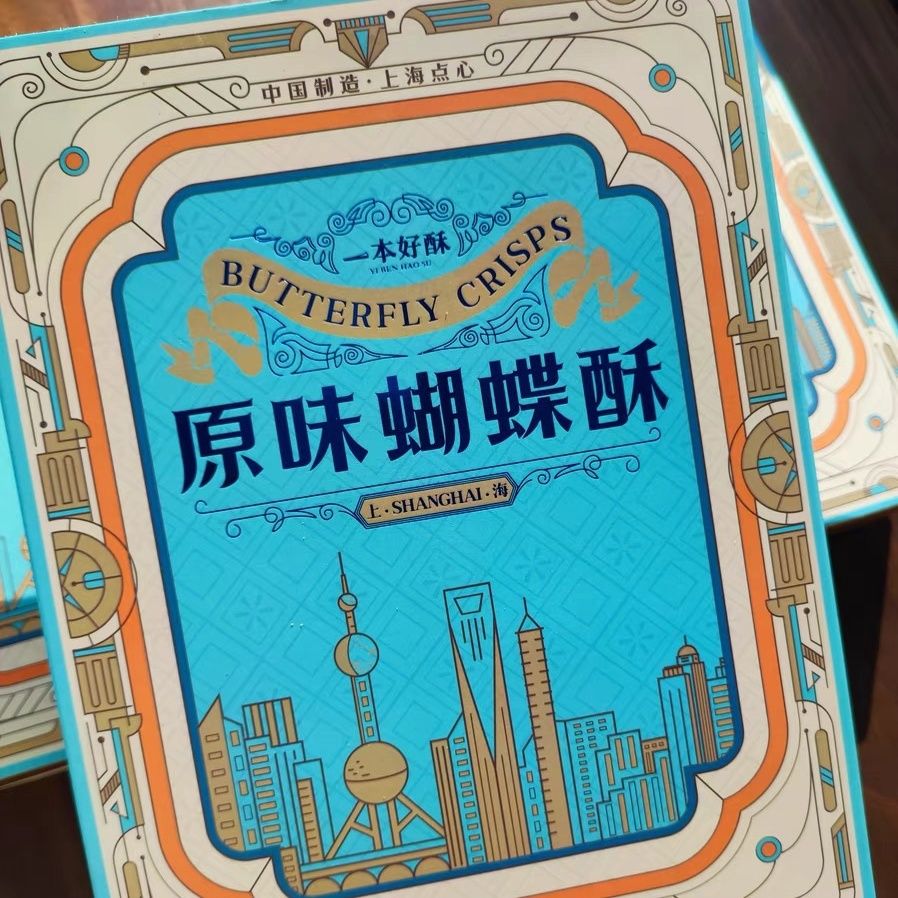 中国制造·上海点心
一本好酥
YI BEN HAO SU
BUTTERFLY CRISPS
原味蝴蝶酥
上·SHANGHAI·海